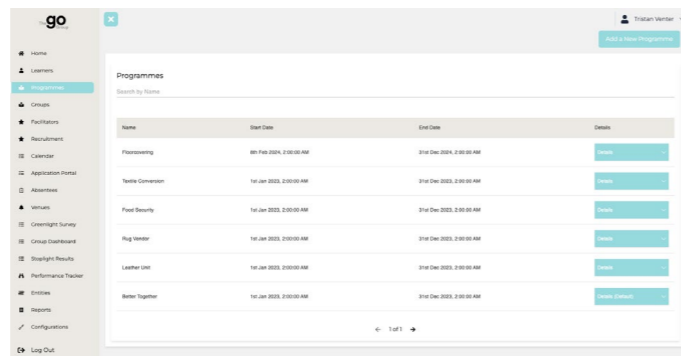 The
go
Group
×
Tristan Venter
Add a New Programme
Home
Learners
Programmes
Groups
Facilitators
Recruitment
Calendar
Application Portal
Absentees
Venues
Greenlight Survey
Group Dashboard
Stoplight Results
Performance Tracker
Entities
Reports
Configurations
Log Out
Programmes
Search by Name
Name Start Date End Date Details
Floorcovering 8th Feb 2024, 2:00:00 AM 31st Dec 2024, 2:00:00 AM Details
Textile Conversion 1st Jan 2023, 2:00:00 AM 31st Dec 2023, 2:00:00 AM Details
Food Security 1st Jan 2023, 2:00:00 AM 31st Dec 2023, 2:00:00 AM Details
Rug Vendor 1st Jan 2023, 2:00:00 AM 31st Dec 2023, 2:00:00 AM Details
Leather Unit 1st Jan 2023, 2:00:00 AM 31st Dec 2023, 2:00:00 AM Details
Better Together 1st Jan 2023, 2:00:00 AM 31st Dec 2023, 2:00:00 AM Details (Default)
← 1 of 1 →